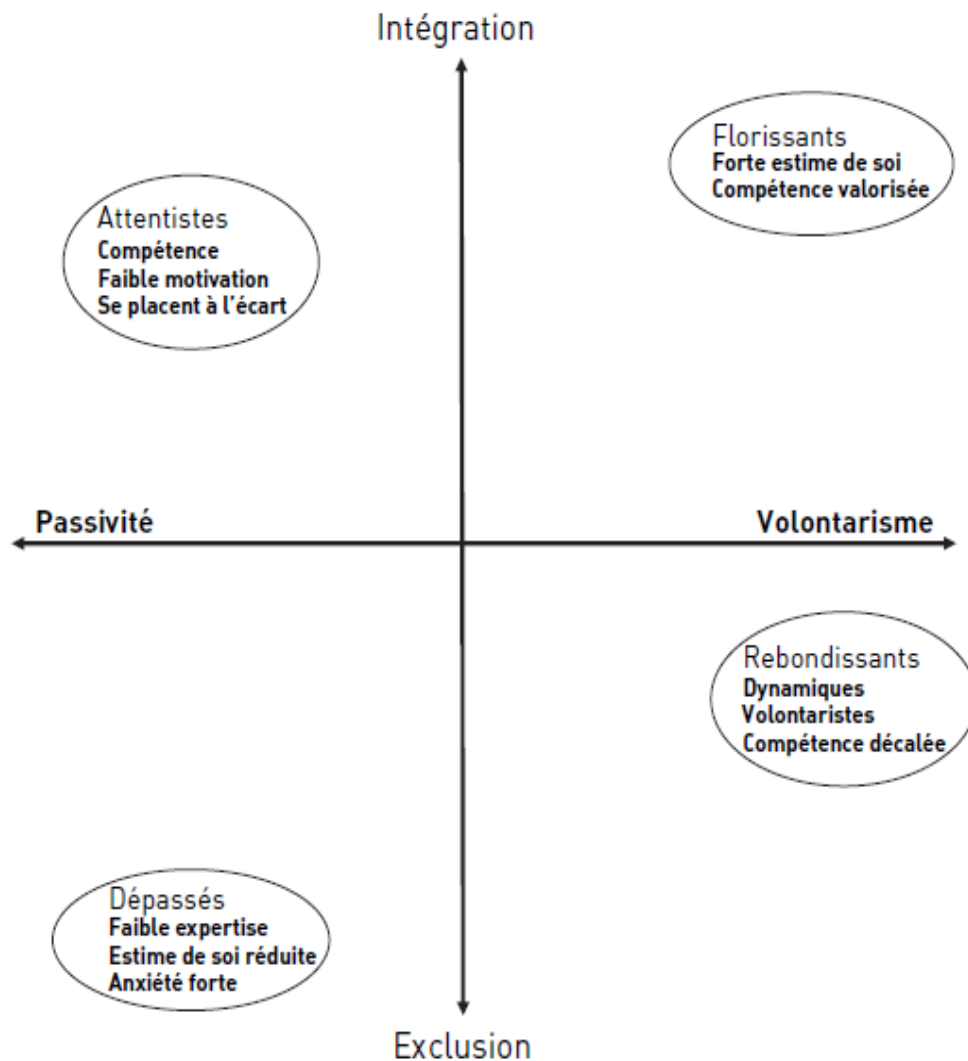 Intégration
Florissants
Forte estime de soi
Compétence valorisée
Attentistes
Compétence
Faible motivation
Se placent à l'écart
Passivité
Volontarisme
Rebondissants
Dynamiques
Volontaristes
Compétence décalée
Dépassés
Faible expertise
Estime de soi réduite
Anxiété forte
Exclusion